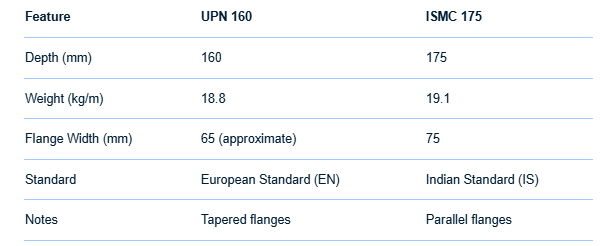 Feature UPN 160 ISMC 175
Depth (mm) 160 175
Weight (kg/m) 18.8 19.1
Flange Width (mm) 65 (approximate) 75
Standard European Standard (EN) Indian Standard (IS)
Notes Tapered flanges Parallel flanges